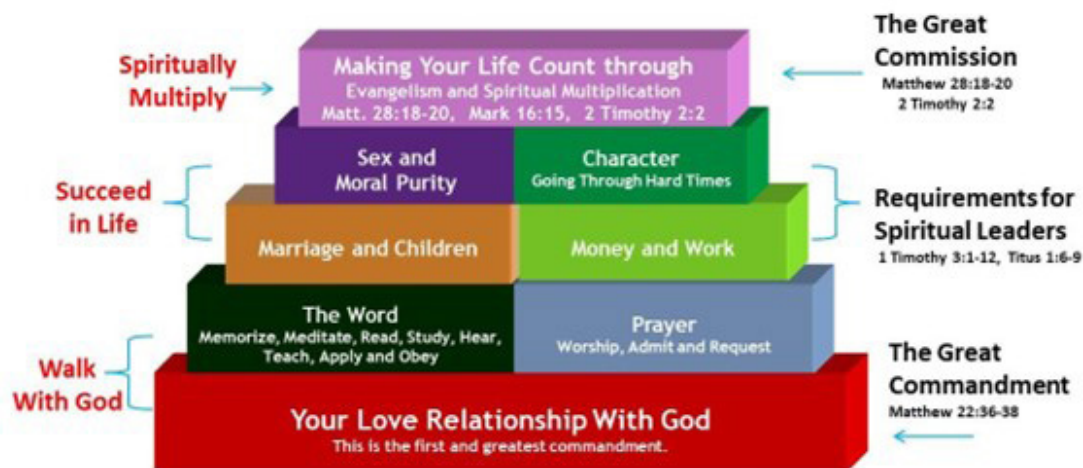 Spiritually
Multiply
Making Your Life Count through
Evangelism and Spiritual Multiplication
Matt. 28:18-20, Mark 16:15, 2 Timothy 2:2
The Great
Commission
Matthew 28:18-20
2 Timothy 2:2
Succeed
in Life
Sex and
Moral Purity
Character
Going Through Hard Times
Marriage and Children
Money and Work
Requirements for
Spiritual Leaders
1 Timothy 3:1-12, Titus 1:6-9
Walk
With God
The Word
Memorize, Meditate, Read, Study, Hear,
Teach, Apply and Obey
Prayer
Worship, Admit and Request
Your Love Relationship With God
This is the first and greatest commandment.
The Great
Commandment
Matthew 22:36-38